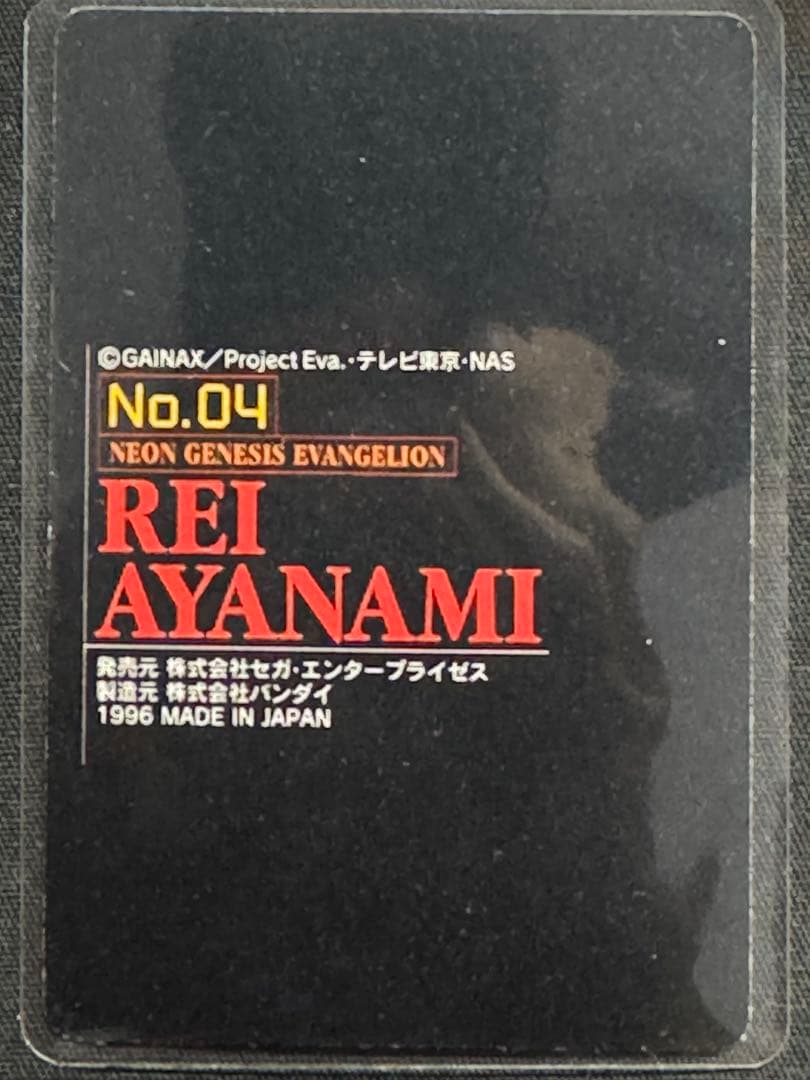 ©GAINAX／Project Eva.・テレビ東京・NAS
No.04
NEON GENESIS EVANGELION
REI
AYANAMI
発売元 株式会社セガ・エンタープライゼス
製造元 株式会社バンダイ
1996 MADE IN JAPAN